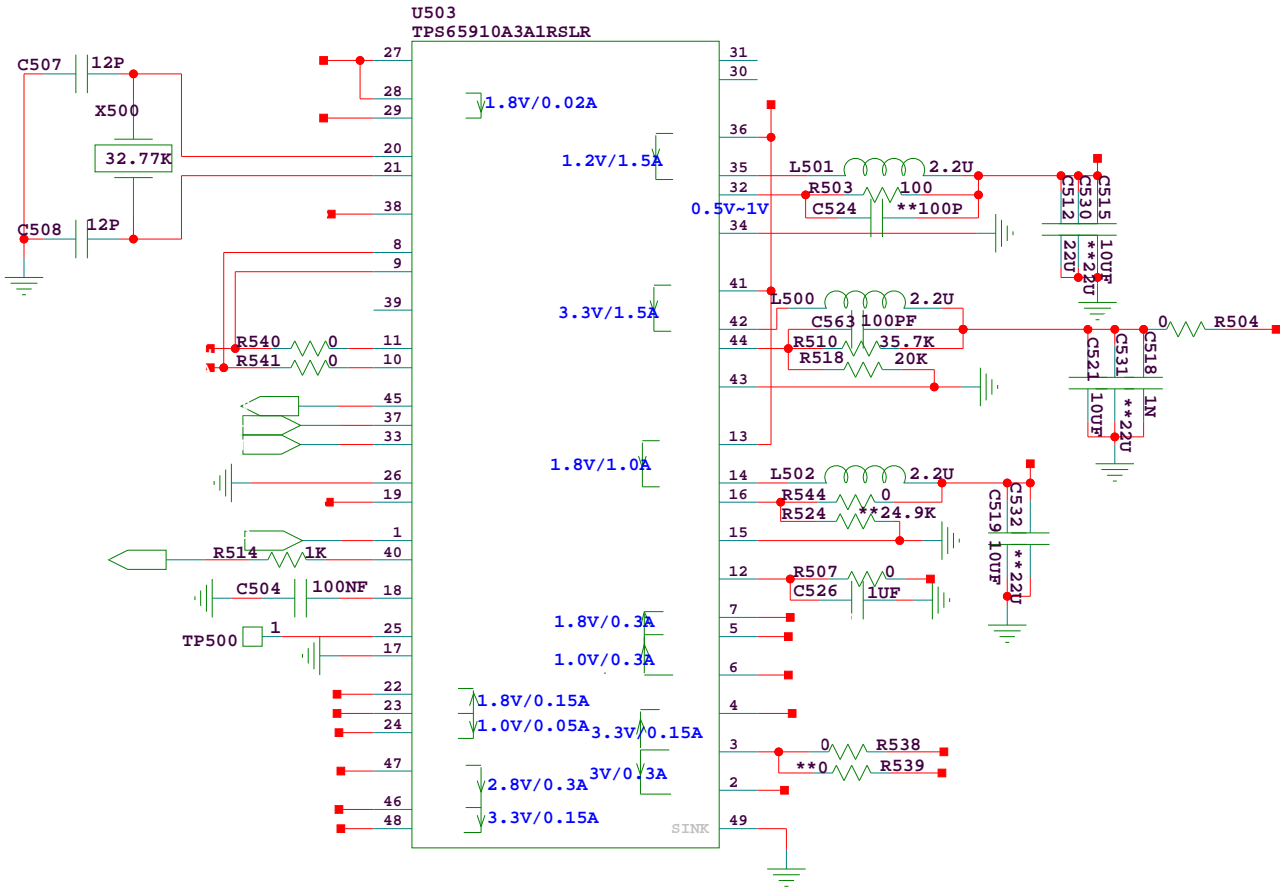 U503
TPS65910A3A1RSLR
C507
12P
X500
32.77K
C508
12P
27
28
29
20
21
38
8
9
39
R540
0
11
R541
0
10
45
37
33
26
19
1
R514
1K
40
C504
100NF
18
TP500
1
25
17
22
23
24
47
46
48
1.8V/0.02A
1.2V/1.5A
0.5V~1V
3.3V/1.5A
1.8V/1.0A
1.8V/0.3A
1.0V/0.3A
1.8V/0.15A
1.0V/0.05A
3.3V/0.15A
3V/0.3A
2.8V/0.3A
3.3V/0.15A
SINK
31
30
36
35
L501
2.2U
32
R503
100
C524
**100P
34
C512
22U
C530
**22U
C515
10UF
41
L500
2.2U
42
C563
100PF
44
R510
35.7K
R518
20K
43
C521
10UF
C531
**22U
C518
1N
0
R504
13
14
L502
2.2U
16
R544
0
R524
**24.9K
15
C519
10UF
C532
**22U
12
R507
0
C526
1UF
7
5
6
4
3
0
R538
**0
R539
2
49